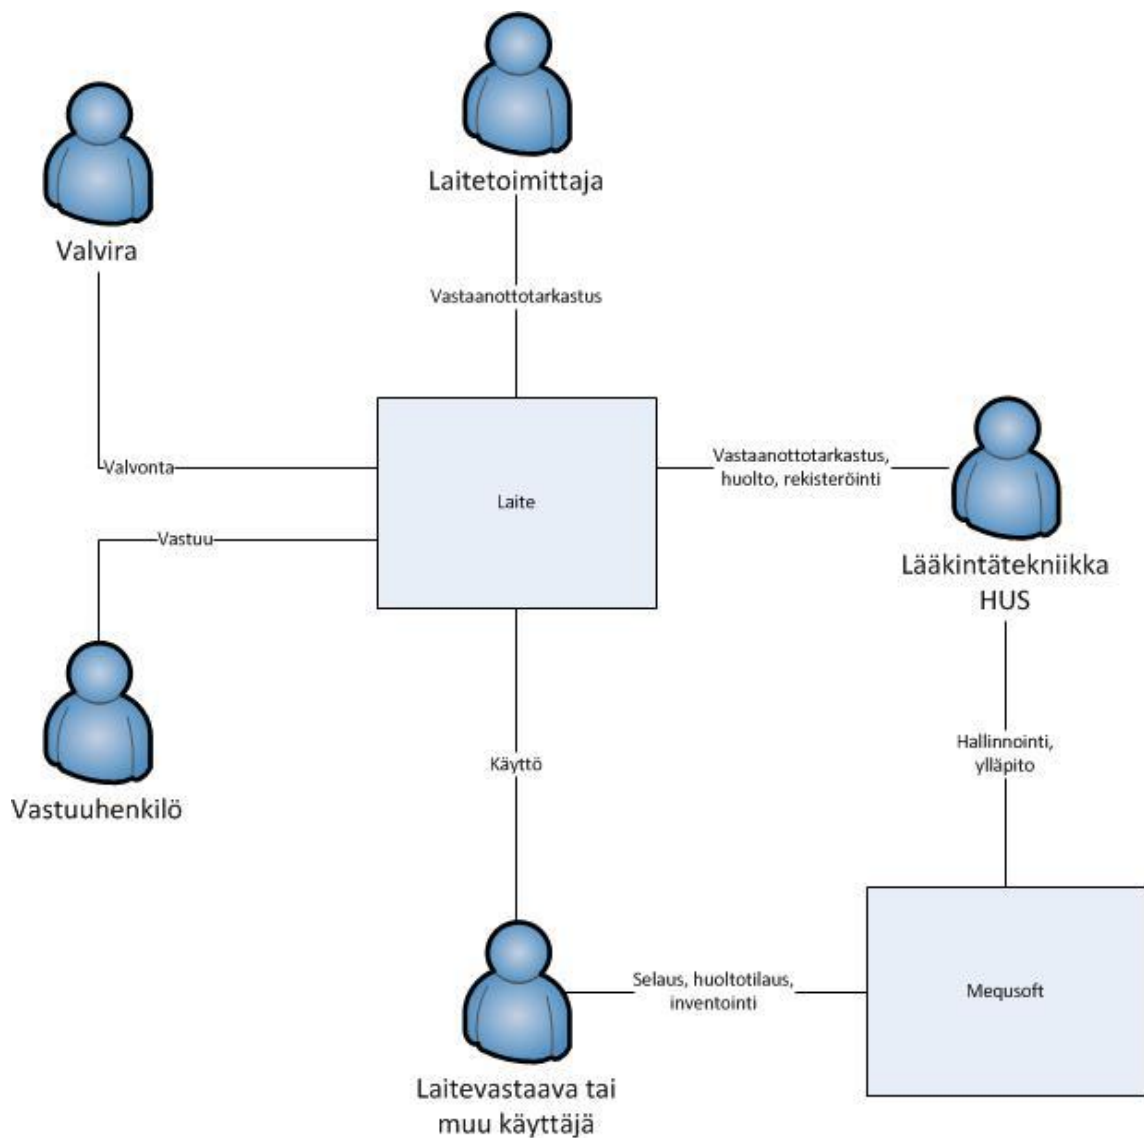 Laitetoimittaja
Valvira
Vastaanottotarkastus
Valvonta
Vastaanottotarkastus,
huolto, rekisteröinti
Laite
Vastuu
Lääkintätekniikka
HUS
Vastuuhenkilö
Käyttö
Hallinnointi,
ylläpito
Selaus, huoltotilaus,
inventointi
Mequsoft
Laitevastaava tai
muu käyttäjä